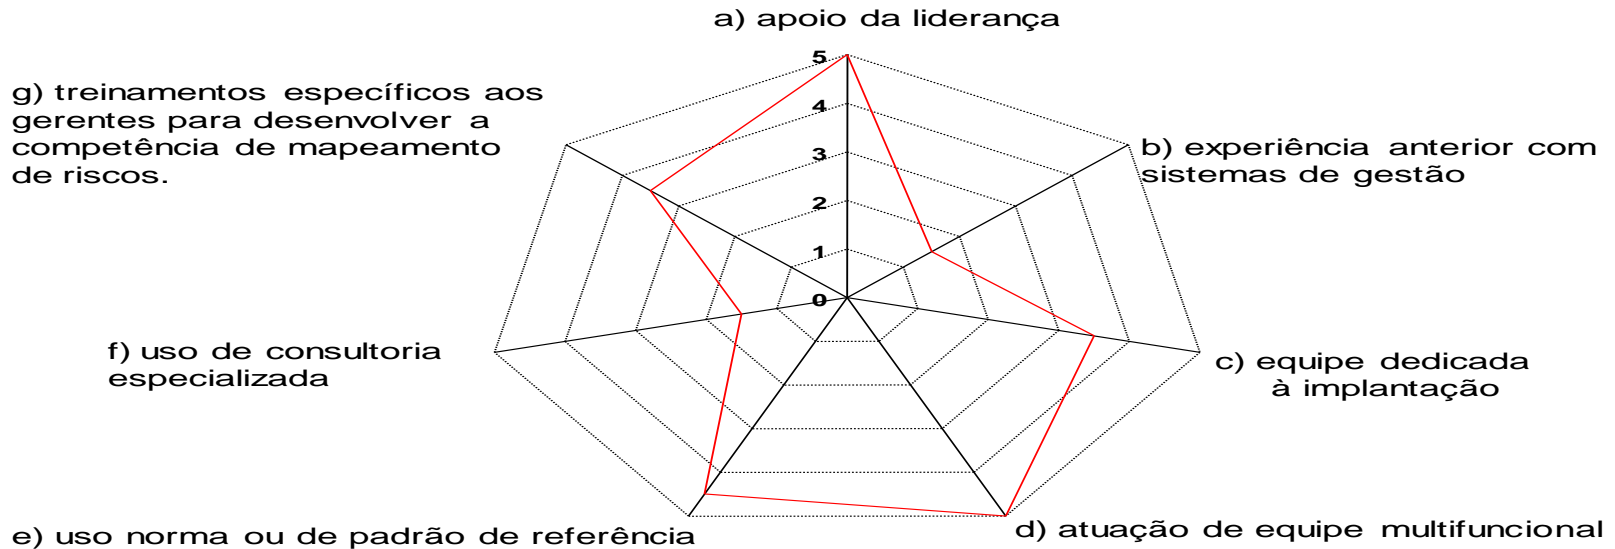 a) apoio da liderança
5
4
3
2
1
0
b) experiência anterior com
sistemas de gestão
c) equipe dedicada
à implantação
d) atuação de equipe multifuncional
e) uso norma ou de padrão de referência
f) uso de consultoria
especializada
g) treinamentos específicos aos
gerentes para desenvolver a
competência de mapeamento
de riscos.